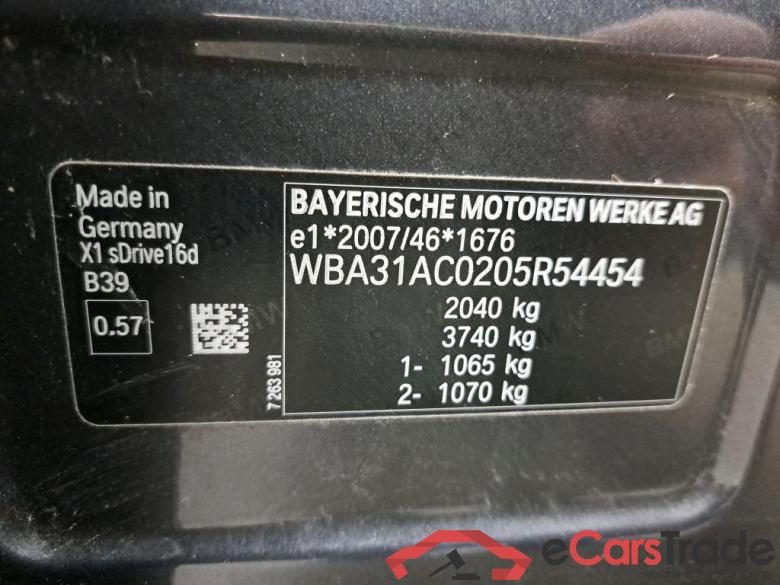 Made in
Germany
X1 sDrive16d
B39
0.57
7 263 981
BAYERISCHE MOTOREN WERKE AG
e1*2007/46*1676
WBA31AC0205R54454
2040 kg
3740 kg
1- 1065 kg
2- 1070 kg
eCarsTrade